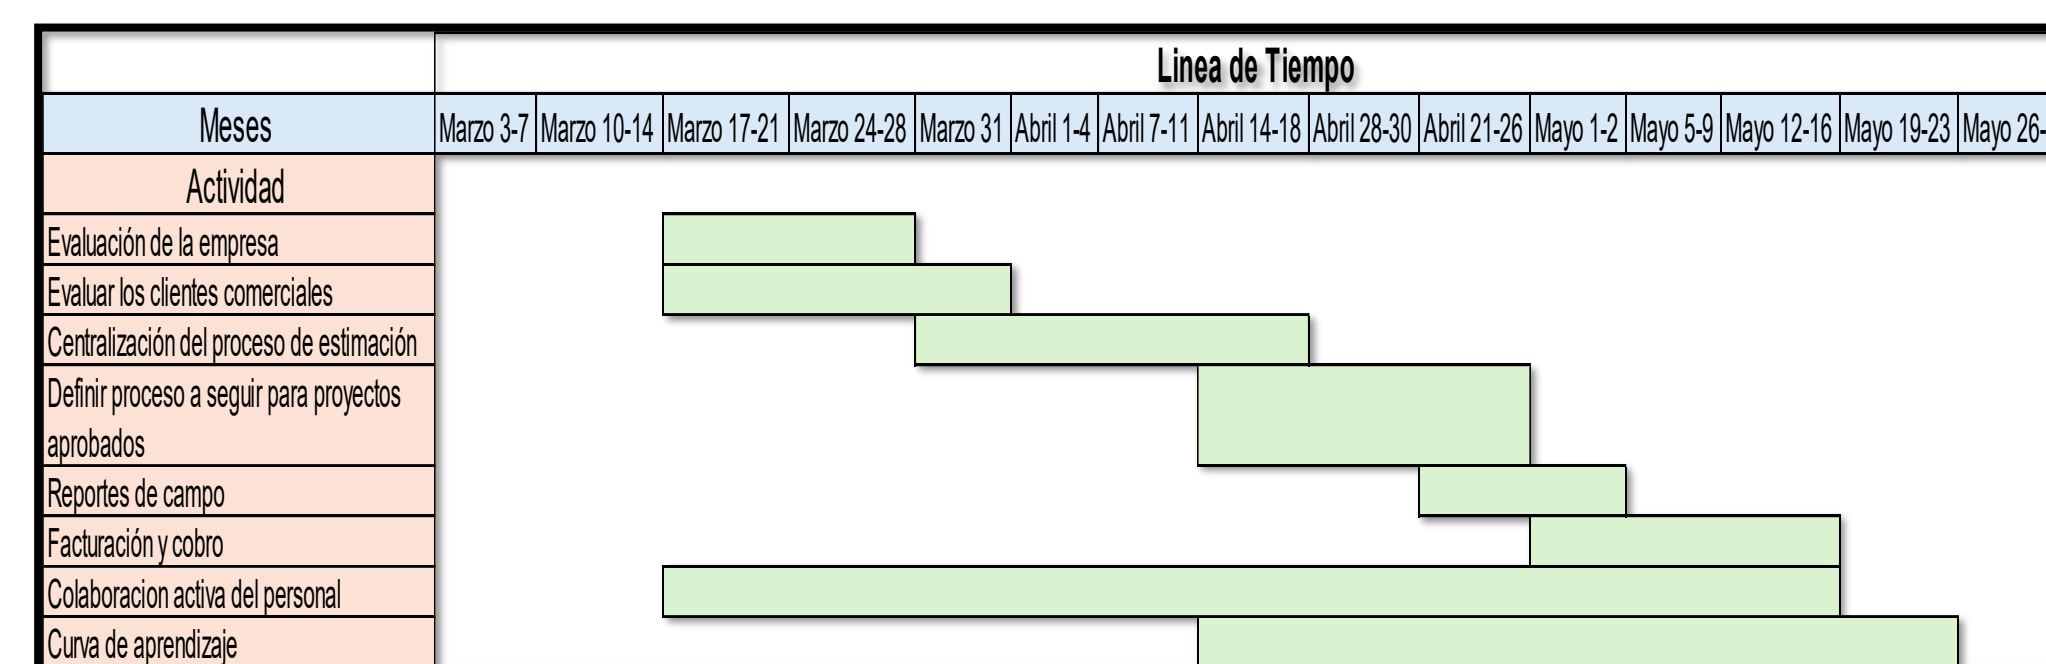 Linea de Tiempo
Meses Marzo 3-7 Marzo 10-14 Marzo 17-21 Marzo 24-28 Marzo 31 Abril 1-4 Abril 7-11 Abril 14-18 Abril 28-30 Abril 21-26 Mayo 1-2 Mayo 5-9 Mayo 12-16 Mayo 19-23 Mayo 26-
Actividad
Evaluación de la empresa
Evaluar los clientes comerciales
Centralización del proceso de estimación
Definir proceso a seguir para proyectos
aprobados
Reportes de campo
Facturación y cobro
Colaboracion activa del personal
Curva de aprendizaje